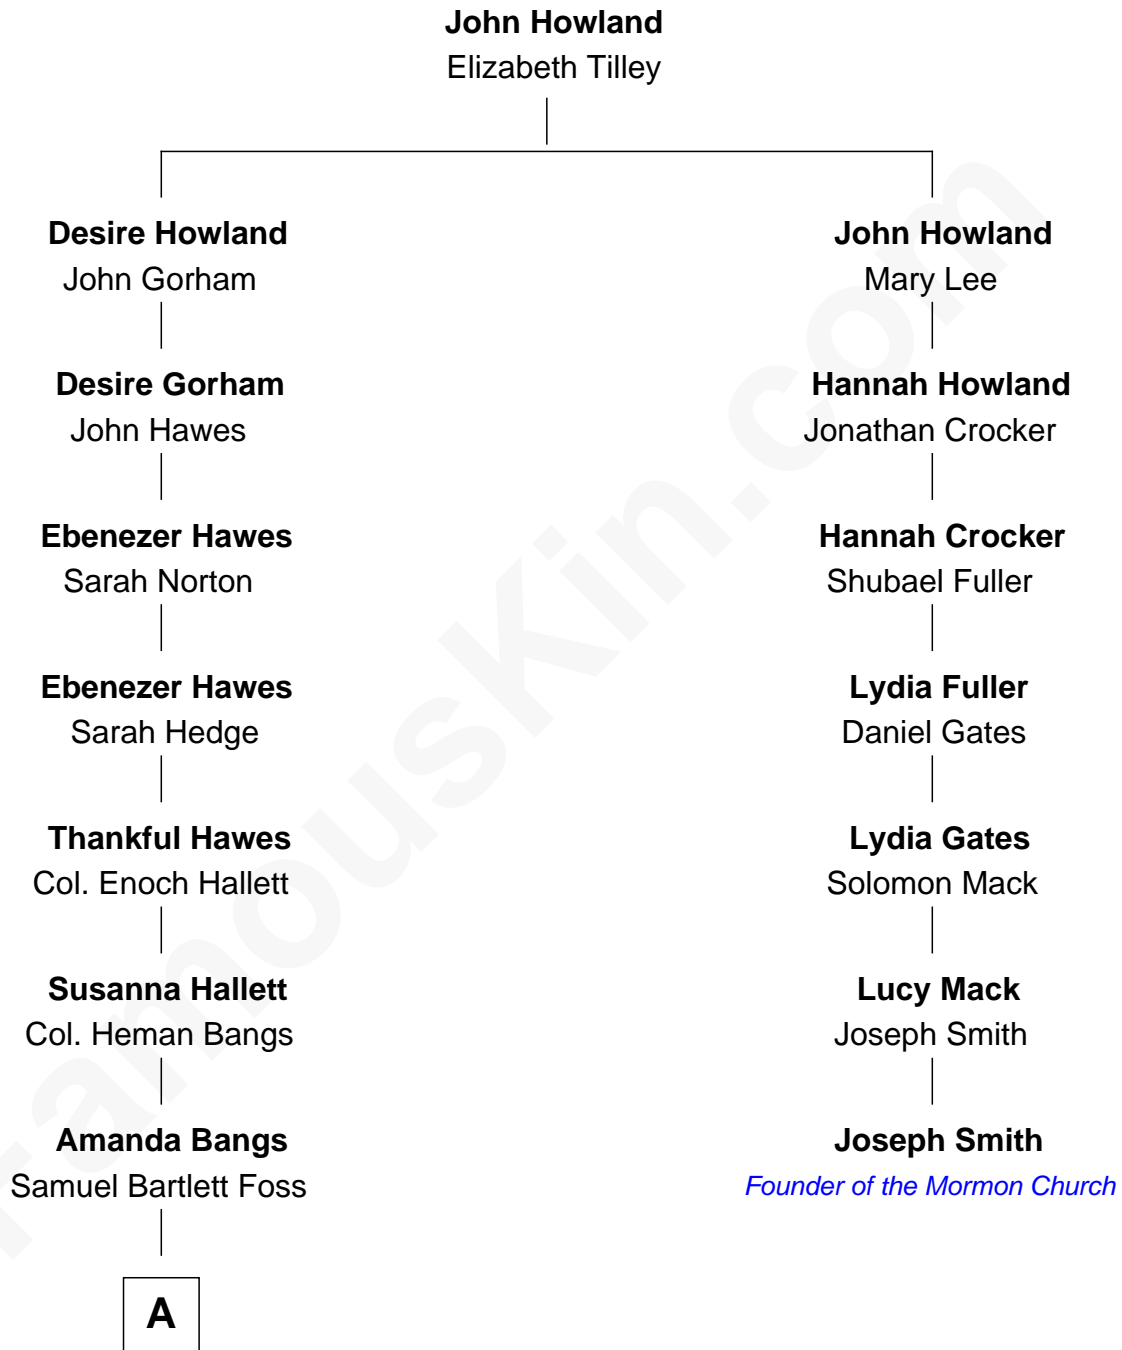 John Howland
Elizabeth Tilley
Desire Howland
John Gorham
John Howland
Mary Lee
Desire Gorham
John Hawes
Hannah Howland
Jonathan Crocker
Ebenezer Hawes
Sarah Norton
Hannah Crocker
Shubael Fuller
Ebenezer Hawes
Sarah Hedge
Lydia Fuller
Daniel Gates
Thankful Hawes
Col. Enoch Hallett
Lydia Gates
Solomon Mack
Susanna Hallett
Col. Heman Bangs
Lucy Mack
Joseph Smith
Amanda Bangs
Samuel Bartlett Foss
Joseph Smith
Founder of the Mormon Church
A
FamousKin.com